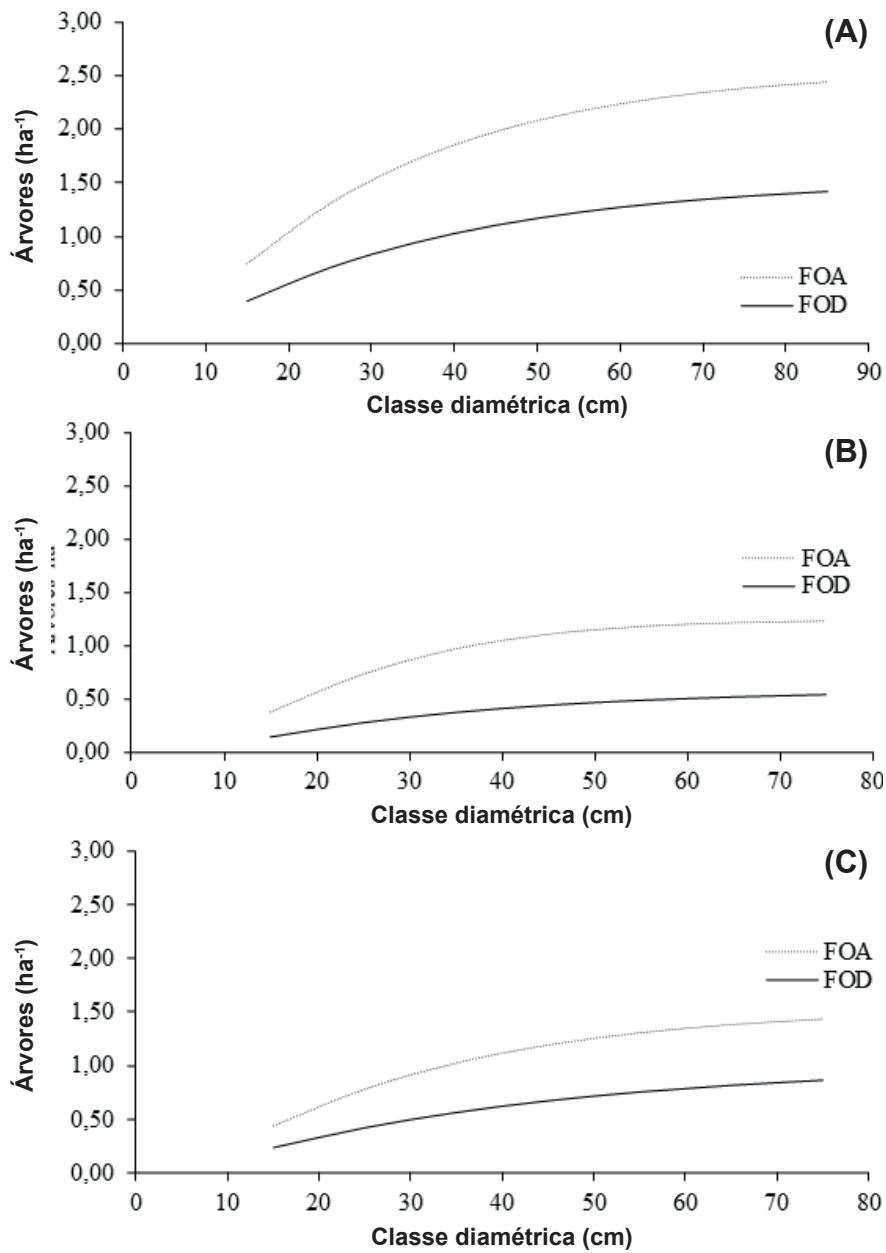 (A)
3,00
2,50
2,00
1,50
1,00
0,50
0,00
Árvores (ha-1)
FOA
FOD
0 10 20 30 40 50 60 70 80 90
Classe diamétrica (cm)
(B)
3,00
2,50
2,00
1,50
1,00
0,50
0,00
Árvores (ha-1)
FOA
FOD
0 10 20 30 40 50 60 70 80
Classe diamétrica (cm)
(C)
3,00
2,50
2,00
1,50
1,00
0,50
0,00
Árvores (ha-1)
FOA
FOD
0 10 20 30 40 50 60 70 80
Classe diamétrica (cm)